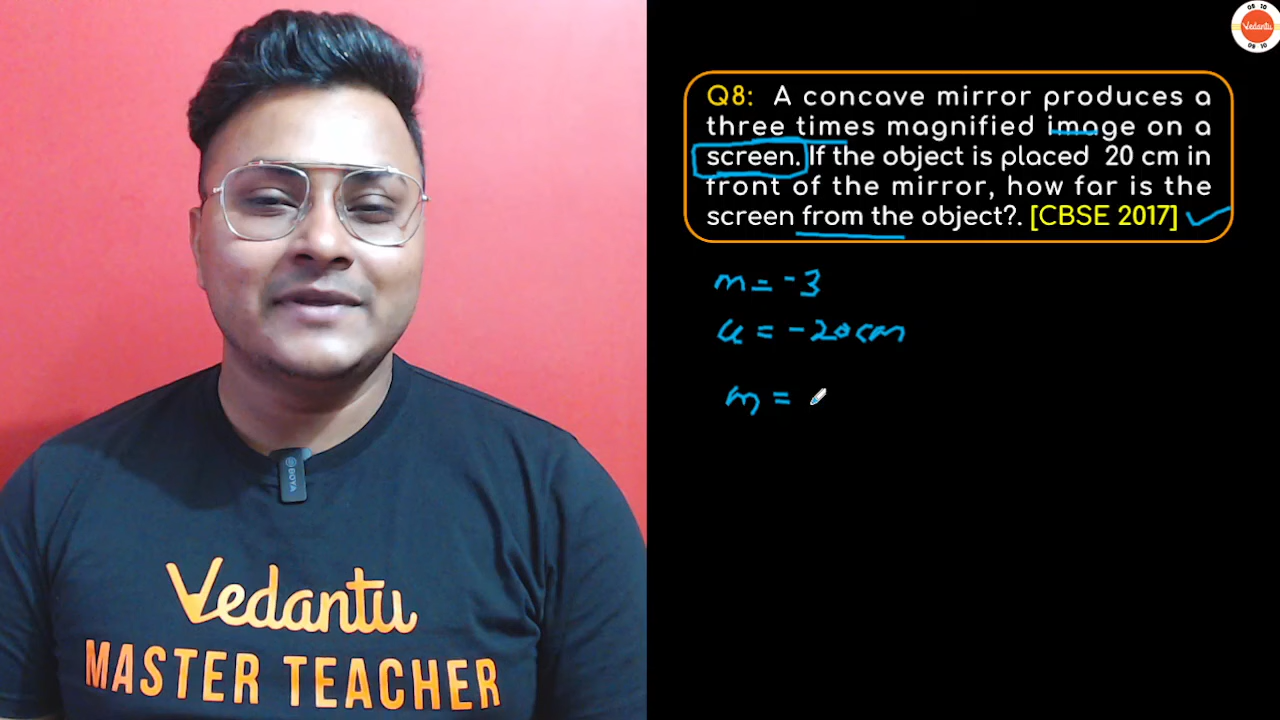 Vedantu
MASTER TEACHER
BOYA
Vedantu
Q8: A concave mirror produces a
three times magnified image on a
screen. If the object is placed 20 cm in
front of the mirror, how far is the
screen from the object?. [CBSE 2017]
m = -3
u = -20cm
m =